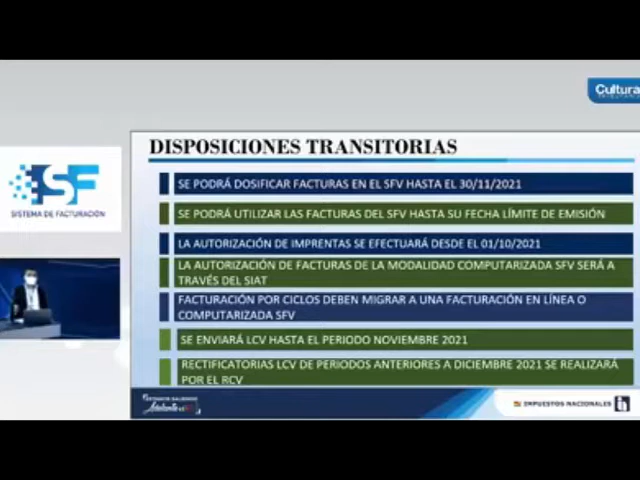 Cultura
DISPOSICIONES TRANSITORIAS
SE PODRÁ DOSIFICAR FACTURAS EN EL SFV HASTA EL 30/11/2021
SE PODRÁ UTILIZAR LAS FACTURAS DEL SFV HASTA SU FECHA LÍMITE DE EMISIÓN
LA AUTORIZACIÓN DE IMPRENTAS SE EFECTUARÁ DESDE EL 01/10/2021
LA AUTORIZACIÓN DE FACTURAS DE LA MODALIDAD COMPUTARIZADA SFV SERÁ A
TRAVÉS DEL SIAT
FACTURACIÓN POR CICLOS DEBEN MIGRAR A UNA FACTURACIÓN EN LÍNEA O
COMPUTARIZADA SFV
SE ENVIARÁ LCV HASTA EL PERIODO NOVIEMBRE 2021
RECTIFICATORIAS LCV DE PERIODOS ANTERIORES A DICIEMBRE 2021 SE REALIZARÁ
POR EL RCV
SF
SISTEMA DE FACTURACIÓN
Adelante
IMPUESTOS NACIONALES